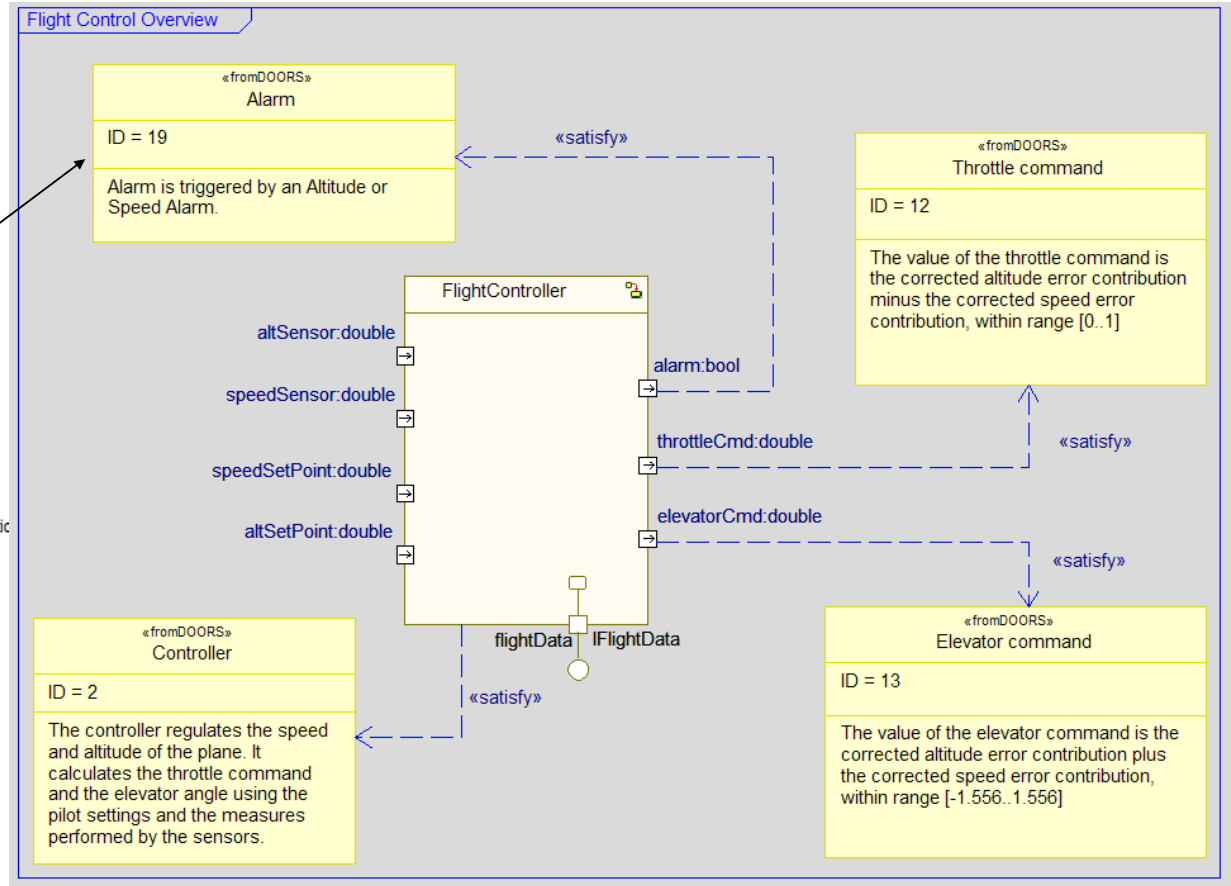 Flight Control Overview
«fromDOORS»
Alarm
ID = 19
Alarm is triggered by an Altitude or
Speed Alarm.
«satisfy»
«fromDOORS»
Throttle command
ID = 12
The value of the throttle command is
the corrected altitude error contribution
minus the corrected speed error
contribution, within range [0..1]
FlightController
altSensor:double
speedSensor:double
speedSetPoint:double
altSetPoint:double
alarm:bool
throttleCmd:double
«satisfy»
elevatorCmd:double
«satisfy»
flightData
IFlightData
«satisfy»
«fromDOORS»
Controller
ID = 2
The controller regulates the speed
and altitude of the plane. It
calculates the throttle command
and the elevator angle using the
pilot settings and the measures
performed by the sensors.
«fromDOORS»
Elevator command
ID = 13
The value of the elevator command is the
corrected altitude error contribution plus
the corrected speed error contribution,
within range [-1.556..1.556]